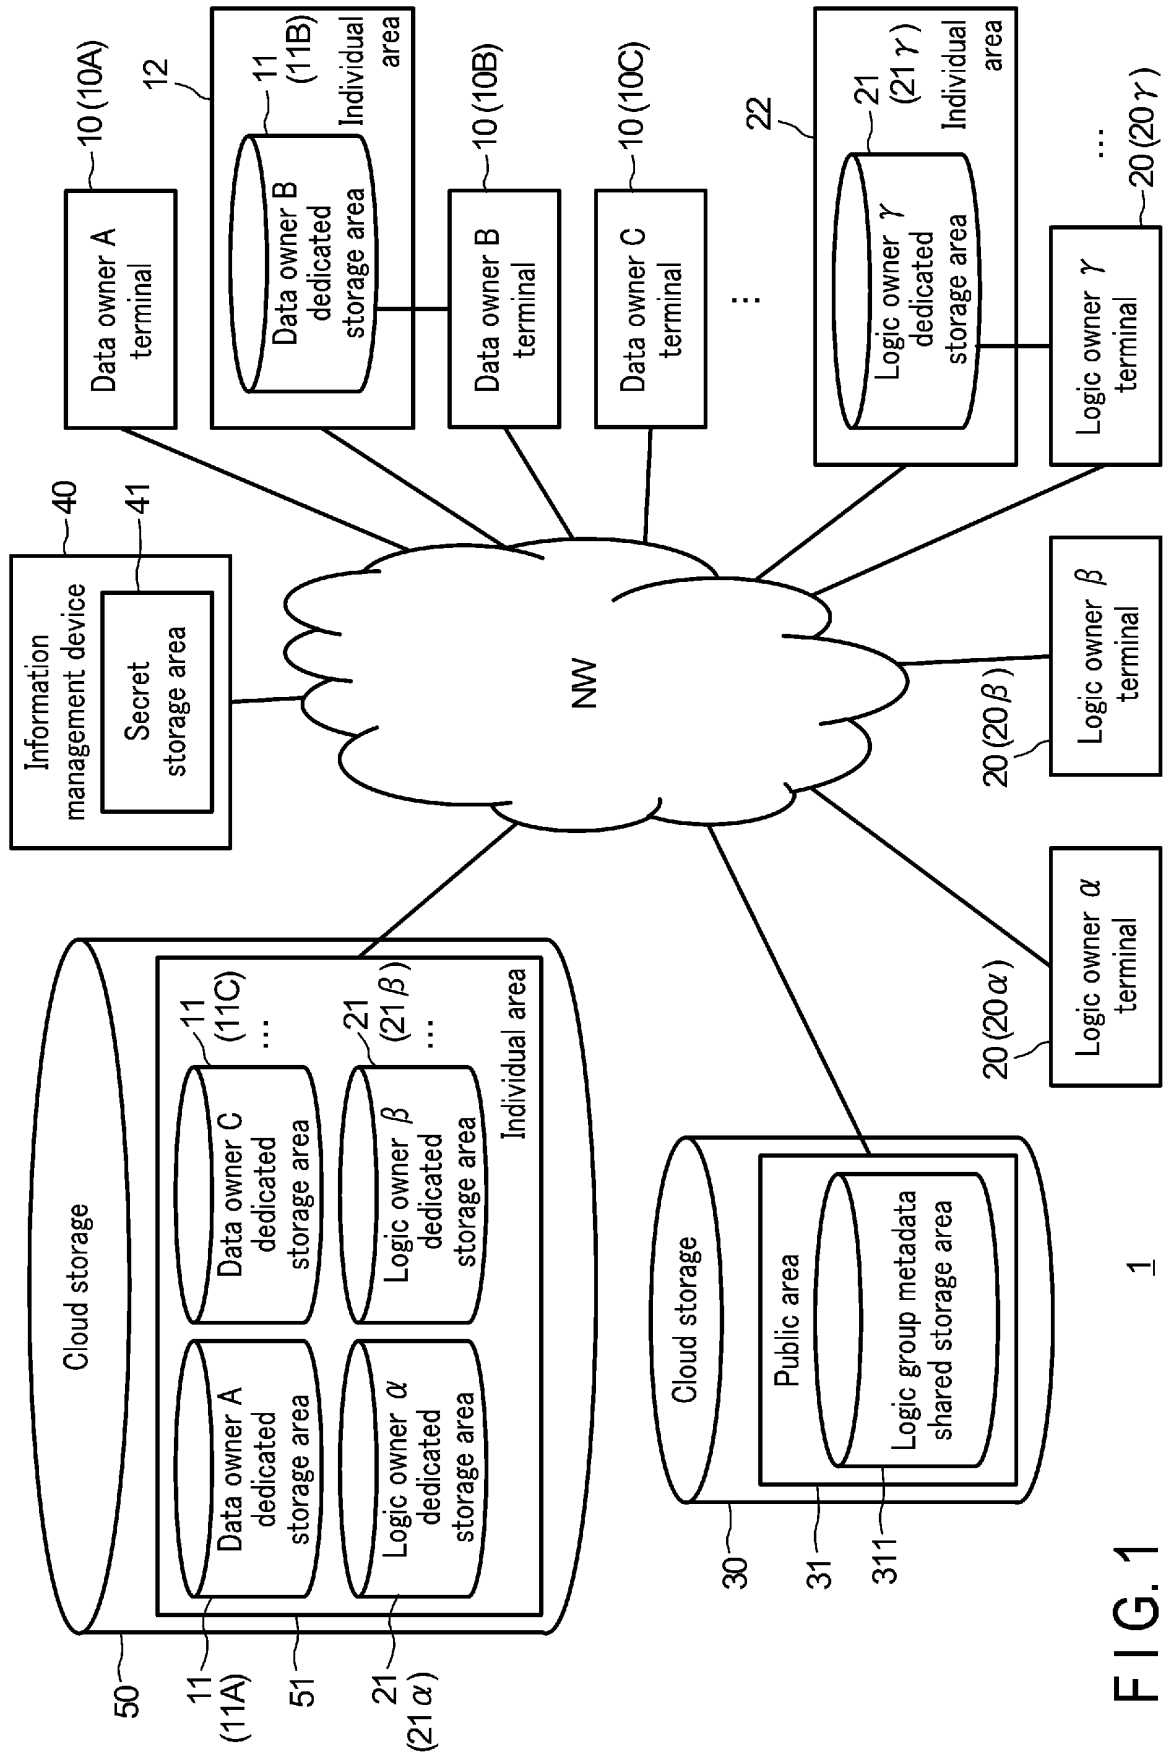 Cloud storage
Data owner A
dedicated
storage area
Data owner C
dedicated
storage area
11
(11C)
...
Logic owner α
dedicated
storage area
Logic owner β
dedicated
storage area
21
(21β)
...
Individual area
50
11
(11A)
51
21
(21α)
Information
management device
Secret
storage area
40
41
Data owner A
terminal
10(10A)
12
Data owner B
dedicated
storage area
11
(11B)
Individual
area
Data owner B
terminal
10(10B)
Data owner C
terminal
10(10C)
...
NW
Cloud storage
Public area
Logic group metadata
shared storage area
30
31
311
22
Logic owner γ
dedicated
storage area
21
(21γ)
Individual
area
20(20α)
Logic owner α
terminal
20(20β)
Logic owner β
terminal
Logic owner γ
terminal
...
20(20γ)
1
FIG. 1